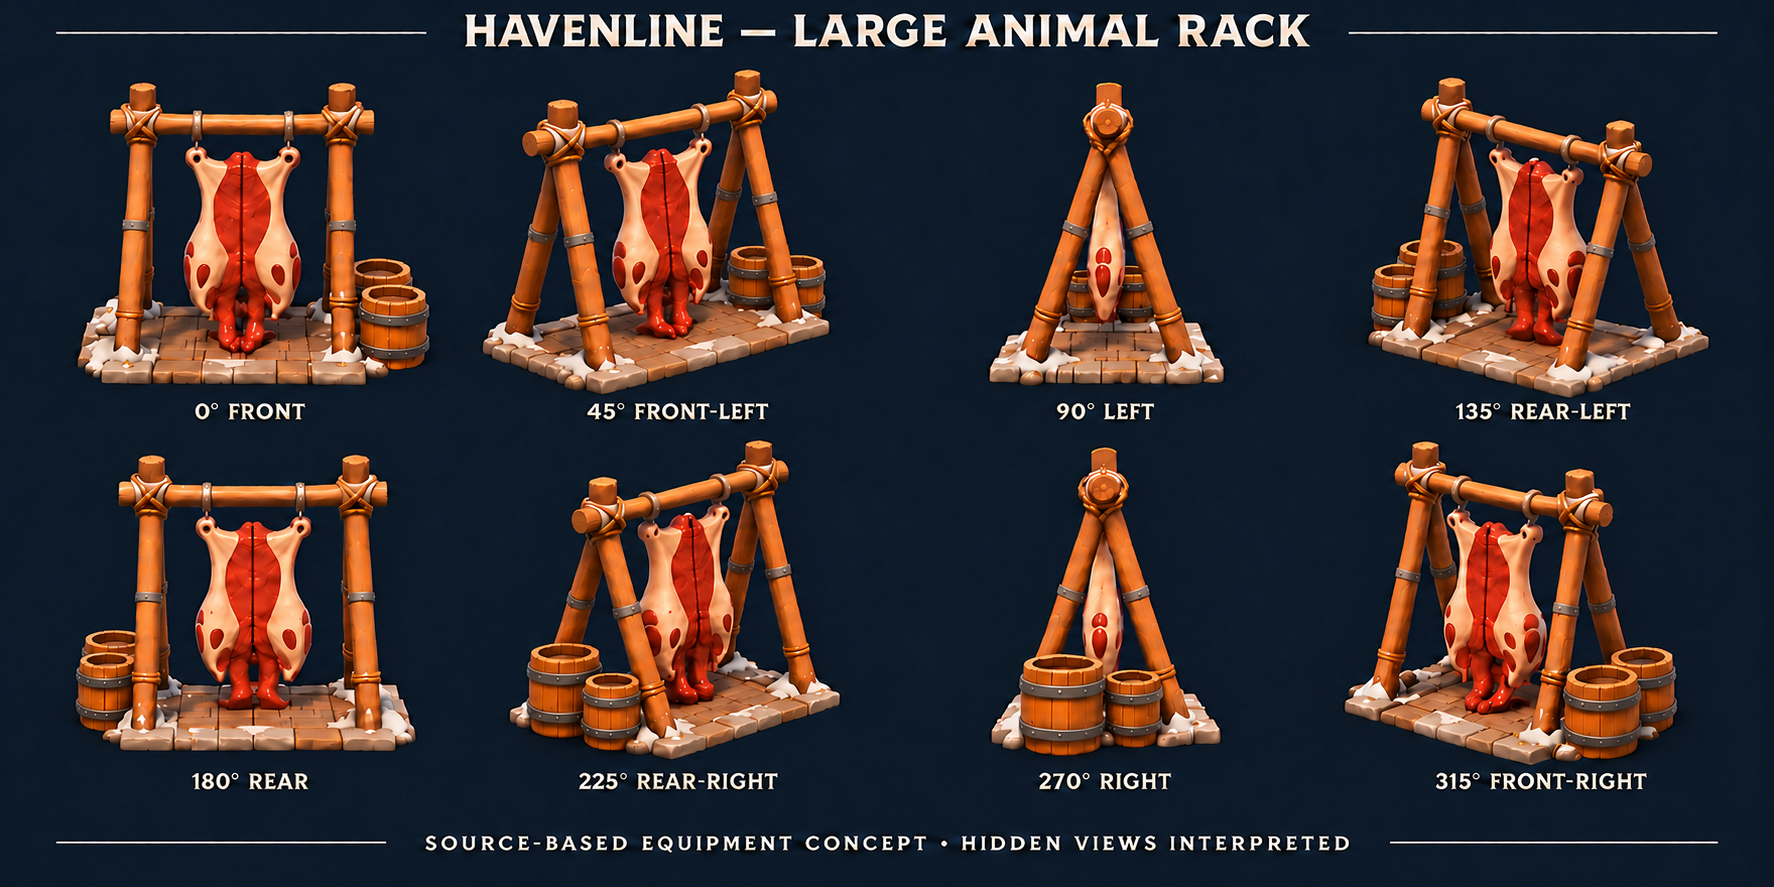 HAVENLINE — LARGE ANIMAL RACK
0° FRONT
45° FRONT-LEFT
90° LEFT
135° REAR-LEFT
180° REAR
225° REAR-RIGHT
270° RIGHT
315° FRONT-RIGHT
SOURCE-BASED EQUIPMENT CONCEPT • HIDDEN VIEWS INTERPRETED